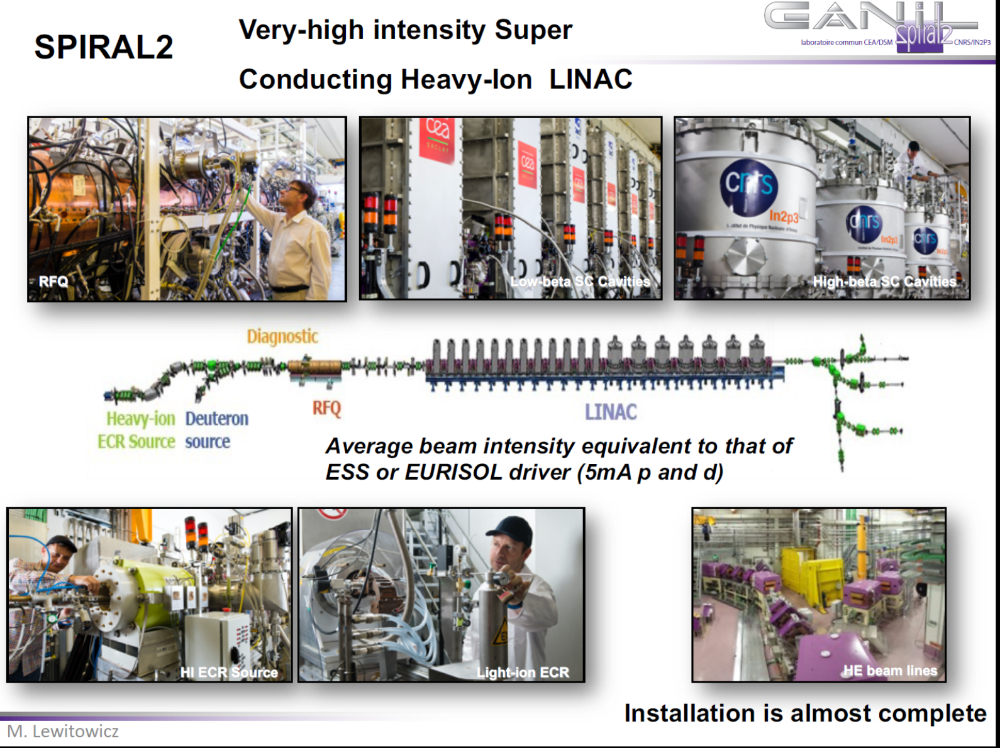 SPIRAL2
Very-high intensity Super
Conducting Heavy-Ion LINAC
GANIL
spiral2
laboratoire commun CEA/DSM
CNRS/IN2P3
RFQ
cea
SACLAY
cea
Low-beta SC Cavities
cnrs
In2p3
cnrs
In2p3
cnrs
In2p3
High-beta SC Cavities
Diagnostic
RFQ
LINAC
Heavy-ion
ECR Source
Deuteron
source
Average beam intensity equivalent to that of
ESS or EURISOL driver (5mA p and d)
HI ECR Source
Light-ion ECR
HE beam lines
Installation is almost complete
M. Lewitowicz